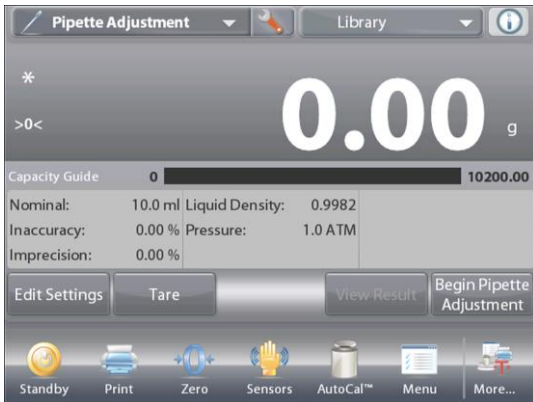 Pipette Adjustment Library
*
>0<
0.00 g
Capacity Guide 0 10200.00
Nominal: 10.0 ml Liquid Density: 0.9982
Inaccuracy: 0.00 % Pressure: 1.0 ATM
Imprecision: 0.00 %
Edit Settings Tare View Result Begin Pipette
Adjustment
Standby Print Zero Sensors AutoCal™ Menu More...